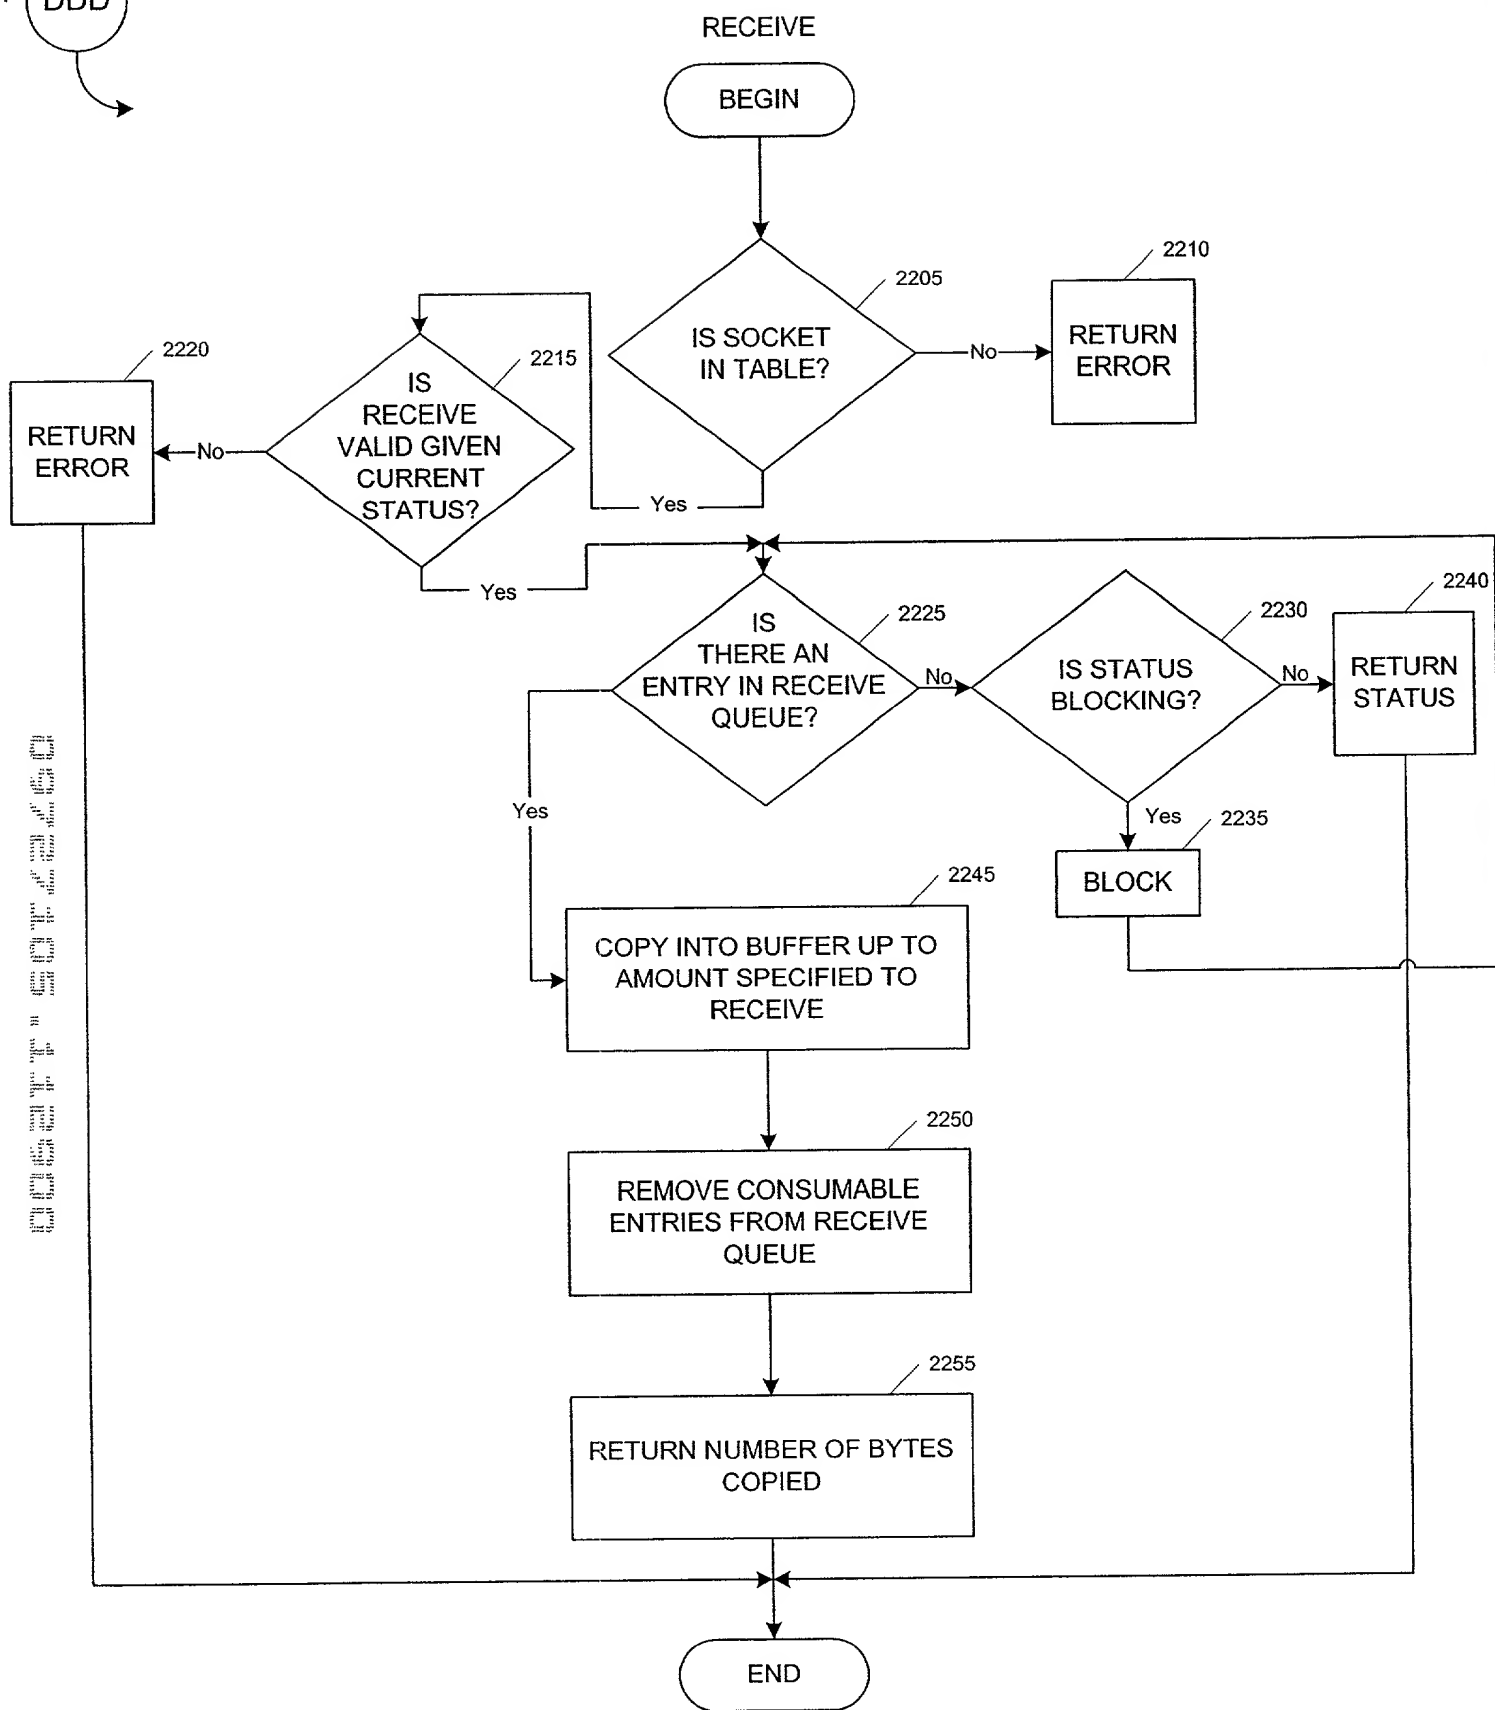 DDD
RECEIVE
BEGIN
2205
IS SOCKET
IN TABLE?
No
2210
RETURN
ERROR
Yes
2215
IS
RECEIVE
VALID GIVEN
CURRENT
STATUS?
No
2220
RETURN
ERROR
Yes
2225
IS
THERE AN
ENTRY IN RECEIVE
QUEUE?
No
2230
IS STATUS
BLOCKING?
No
2240
RETURN
STATUS
Yes
2235
BLOCK
Yes
2245
COPY INTO BUFFER UP TO
AMOUNT SPECIFIED TO
RECEIVE
2250
REMOVE CONSUMABLE
ENTRIES FROM RECEIVE
QUEUE
2255
RETURN NUMBER OF BYTES
COPIED
END